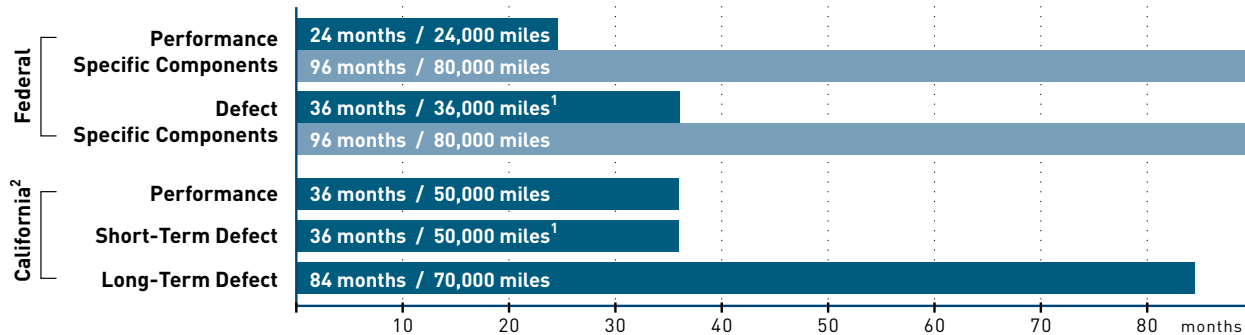 Federal
Performance 24 months / 24,000 miles
Specific Components 96 months / 80,000 miles
Defect 36 months / 36,000 miles¹
Specific Components 96 months / 80,000 miles
California²
Performance 36 months / 50,000 miles
Short-Term Defect 36 months / 50,000 miles¹
Long-Term Defect 84 months / 70,000 miles
10 20 30 40 50 60 70 80 months